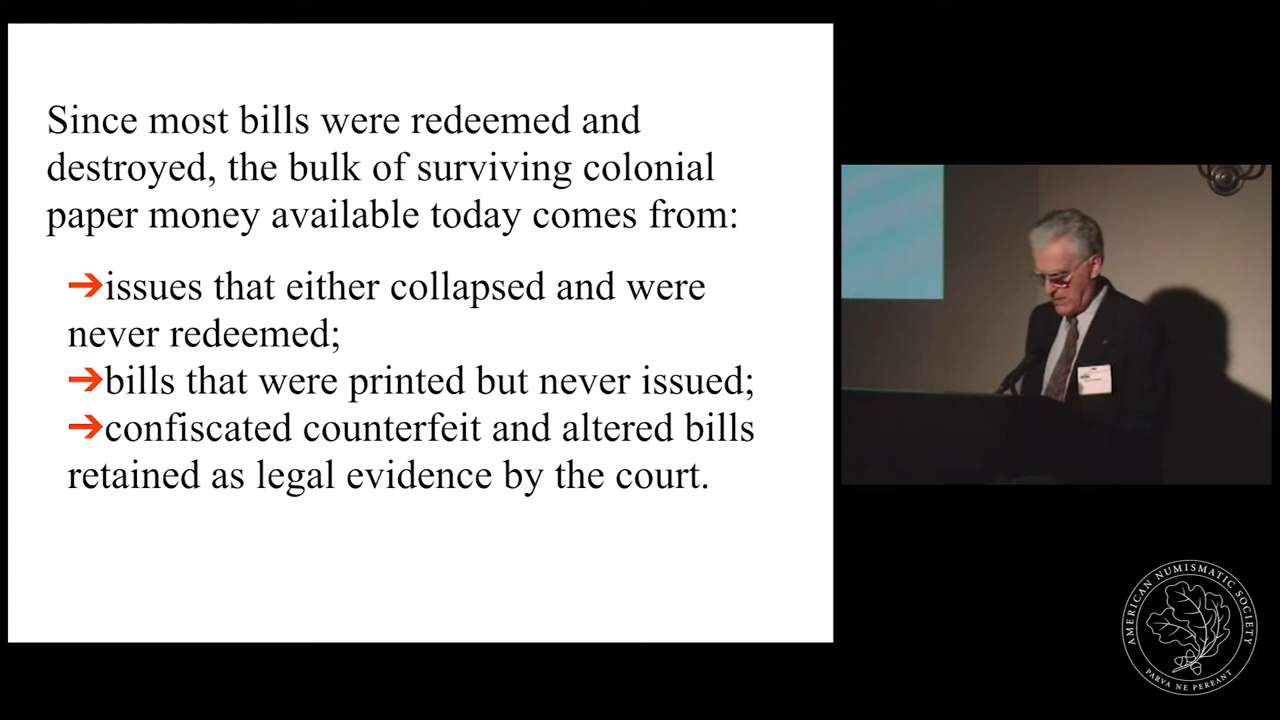 Since most bills were redeemed and
destroyed, the bulk of surviving colonial
paper money available today comes from:
➔issues that either collapsed and were
never redeemed;
➔bills that were printed but never issued;
➔confiscated counterfeit and altered bills
retained as legal evidence by the court.
AMERICAN NUMISMATIC SOCIETY
PARVA NE PEREANT